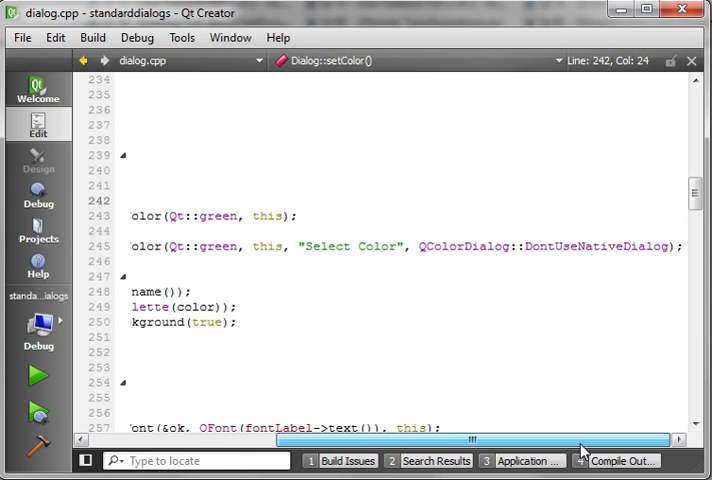 dialog.cpp - standarddialogs - Qt Creator
File Edit Build Debug Tools Window Help
dialog.cpp Dialog::setColor() Line: 242, Col: 24
Welcome
Edit
Design
Debug
Projects
Help
standa...ialogs
Debug
234
235
236
237
238
239
240
241
242
243 olor(Qt::green, this);
244
245 olor(Qt::green, this, "Select Color", QColorDialog::DontUseNativeDialog);
246
247
248 name());
249 lette(color));
250 kground(true);
251
252
253
254
255
256
257 ont(&ok, QFont(fontLabel->text()), this);
Type to locate 1 Build Issues 2 Search Results 3 Application ... 4 Compile Out...